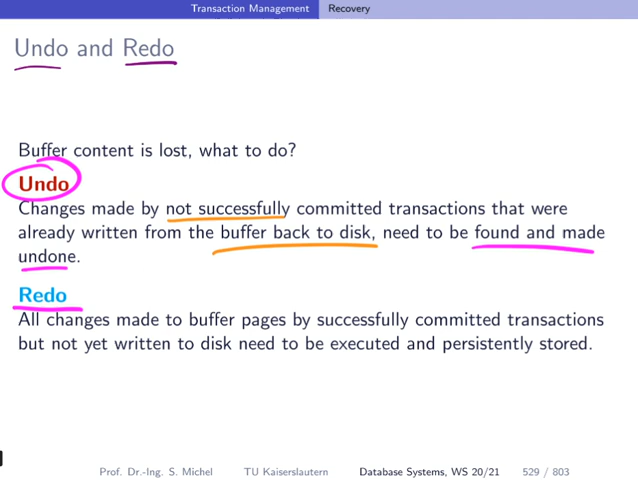 Transaction Management Recovery
Undo and Redo
Buffer content is lost, what to do?
Undo
Changes made by not successfully committed transactions that were
already written from the buffer back to disk, need to be found and made
undone.
Redo
All changes made to buffer pages by successfully committed transactions
but not yet written to disk need to be executed and persistently stored.
Prof. Dr.-Ing. S. Michel TU Kaiserslautern Database Systems, WS 20/21 529 / 803